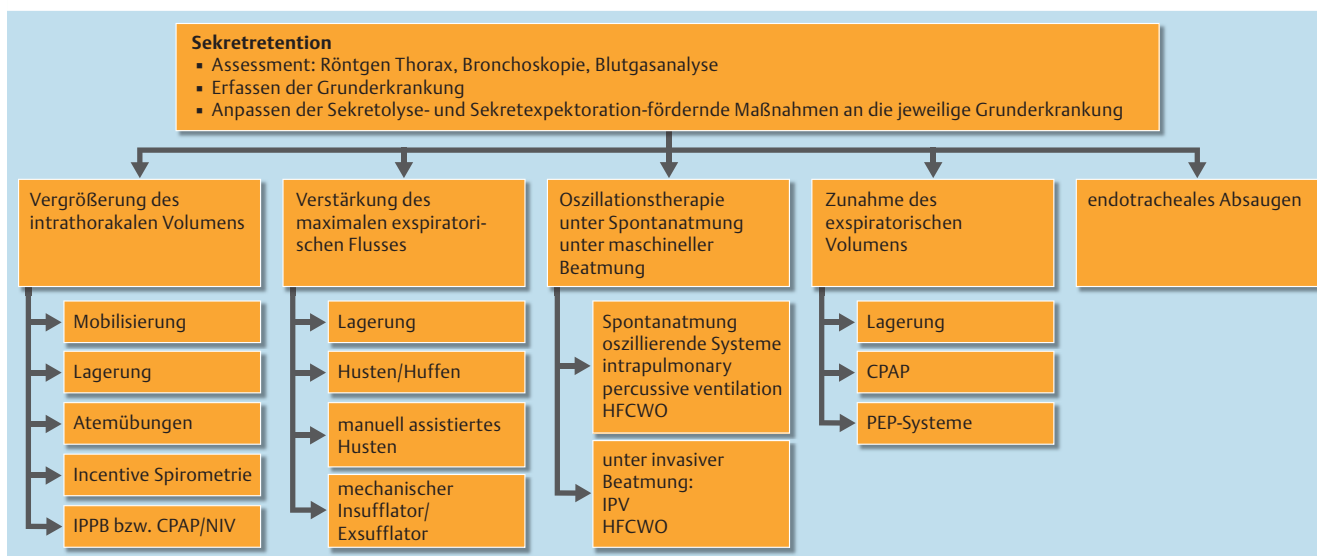 Sekretretention
▪ Assessment: Röntgen Thorax, Bronchoskopie, Blutgasanalyse
▪ Erfassen der Grunderkrankung
▪ Anpassen der Sekretolyse- und Sekretexpektoration-fördernde Maßnahmen an die jeweilige Grunderkrankung
Vergrößerung des
intrathorakalen Volumens
Mobilisierung
Lagerung
Atemübungen
Incentive Spirometrie
IPPB bzw. CPAP/NIV
Verstärkung des
maximalen exspiratori-
schen Flusses
Lagerung
Husten/Huffen
manuell assistiertes
Husten
mechanischer
Insufflator/
Exsufflator
Oszillationstherapie
unter Spontanatmung
unter maschineller
Beatmung
Spontanatmung
oszillierende Systeme
intrapulmonary
percussive ventilation
HFCWO
unter invasiver
Beatmung:
IPV
HFCWO
Zunahme des
exspiratorischen
Volumens
Lagerung
CPAP
PEP-Systeme
endotracheales Absaugen